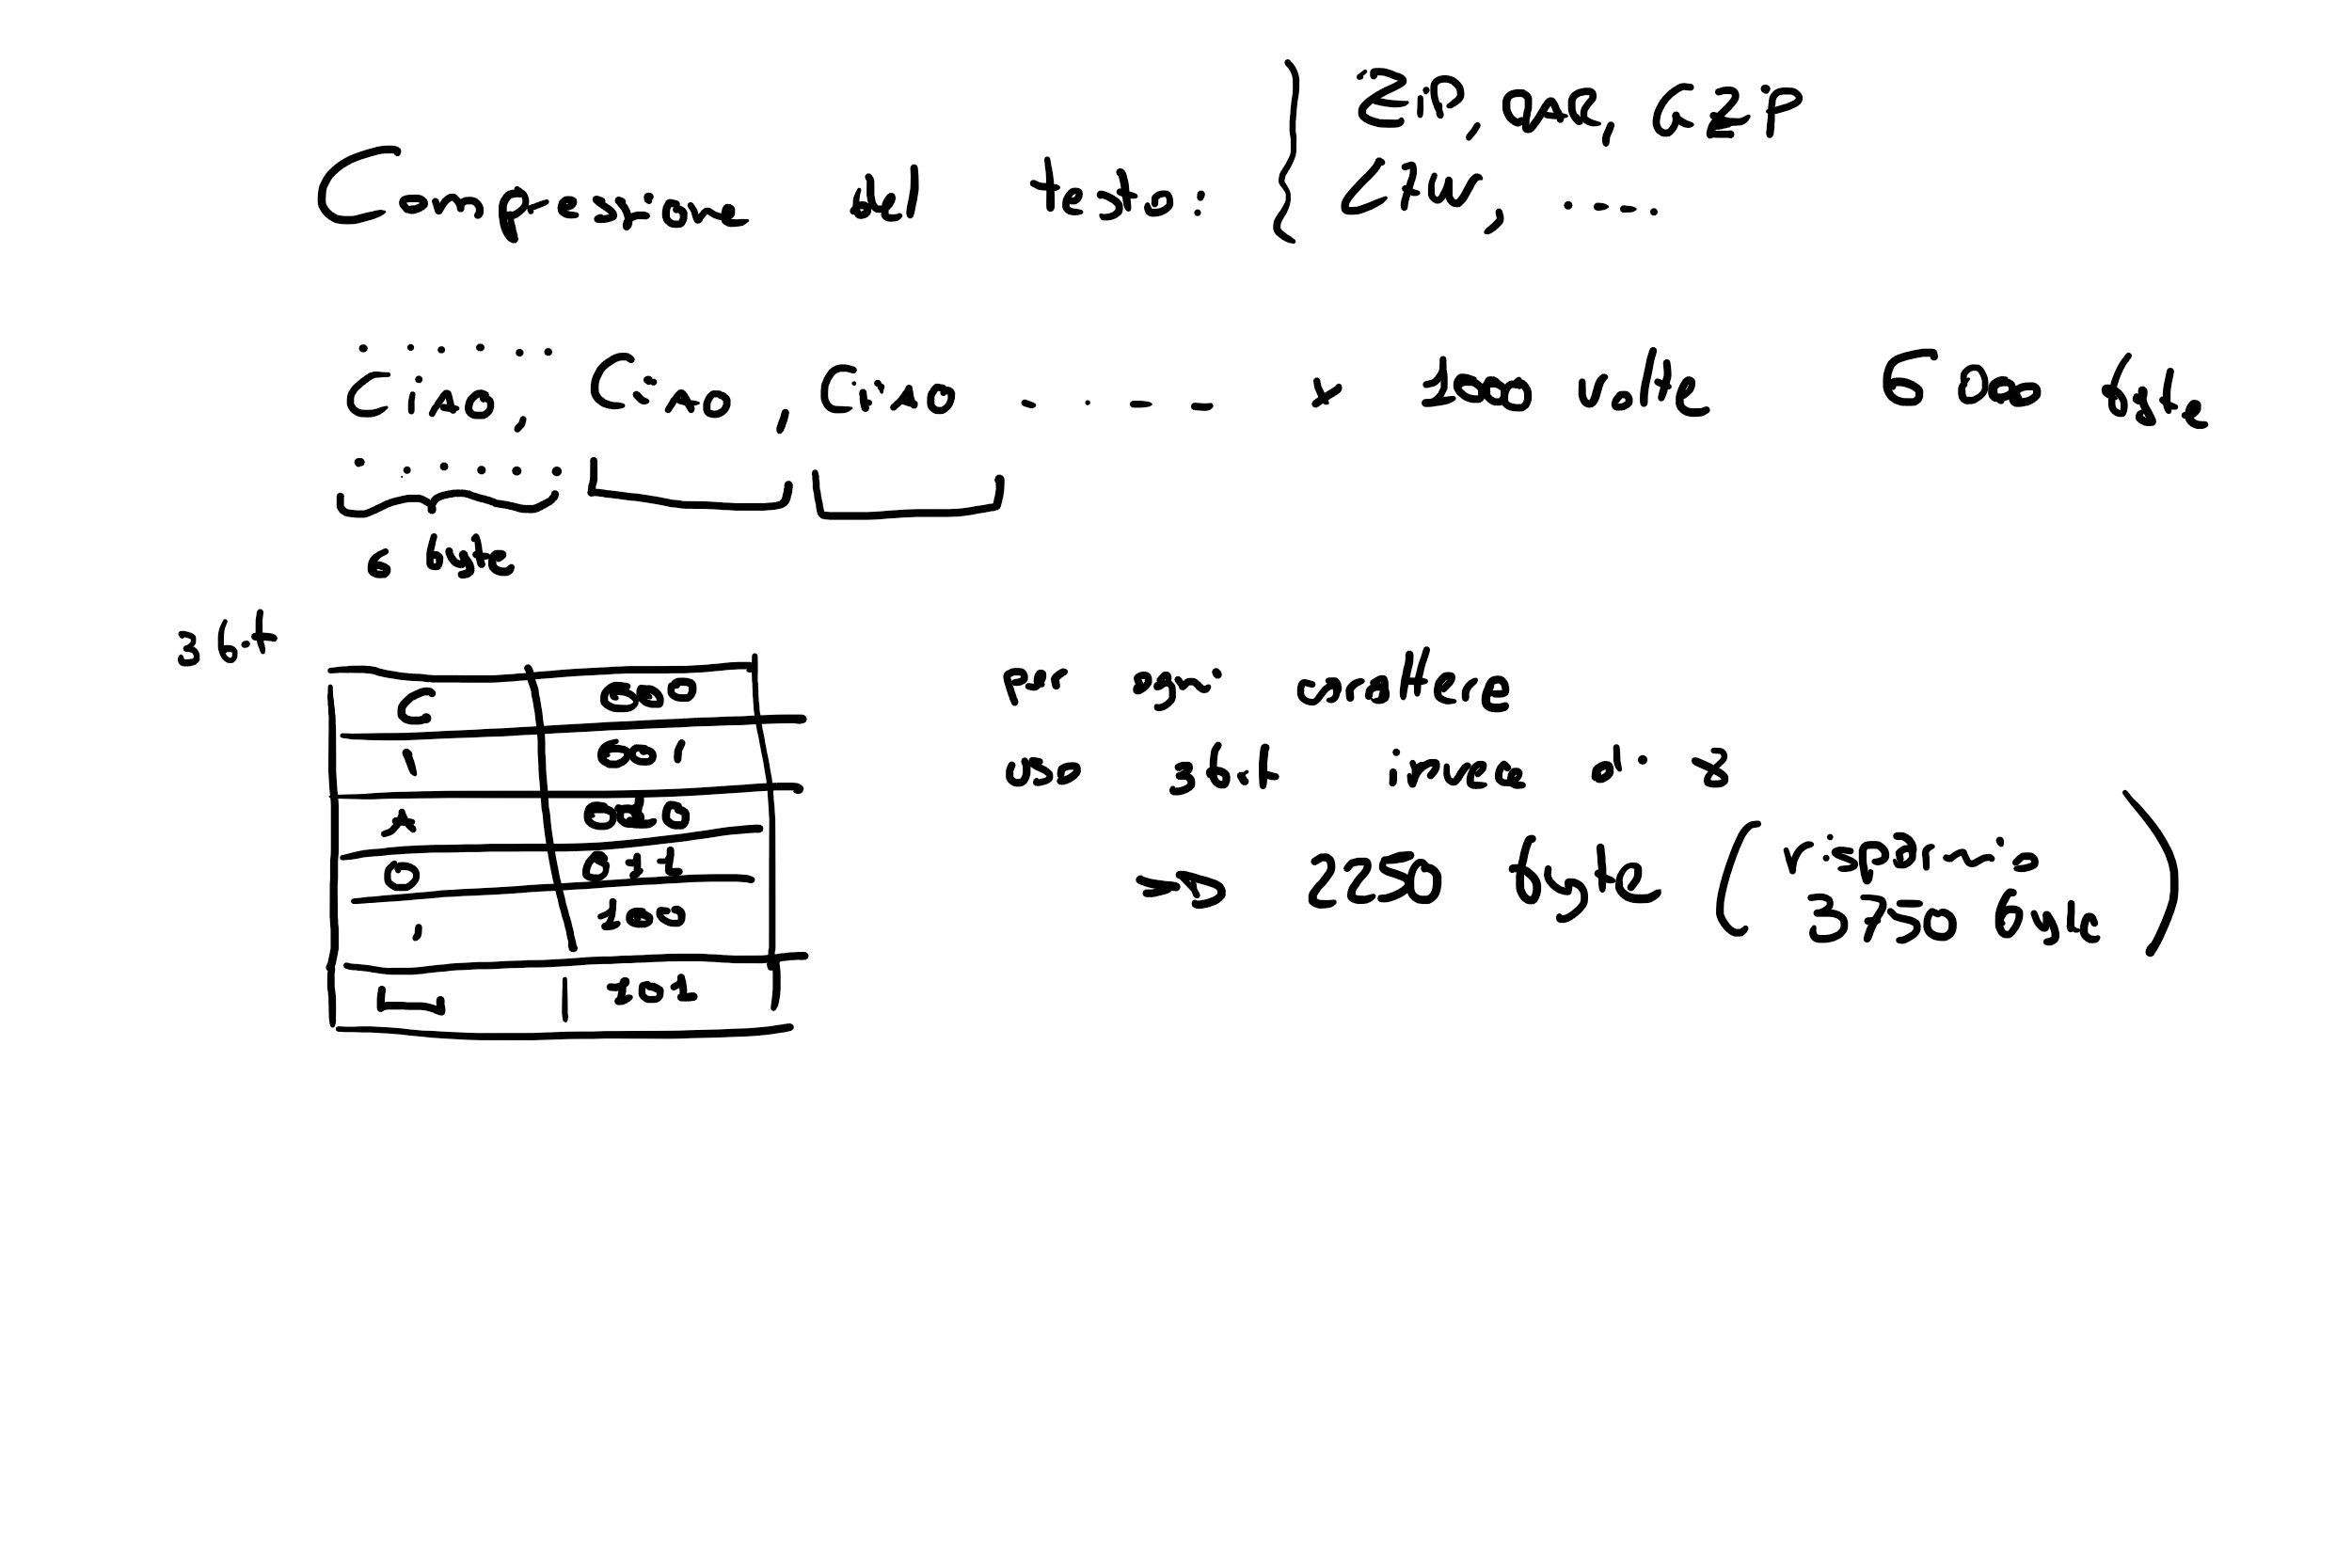 Compressione del testo: { ZIP, RAR, GZIP
LZW, .....
Ciao, Ciao, Ciao . . - - x 1000 volte 6000 byte
6 byte
3 bit
C 000
i 001
A 010
O 011
, 100
⎵ 101
per ogni carattere
uso 3 bit invece di 8
=> 2250 byte (risparmio
3750 byte)